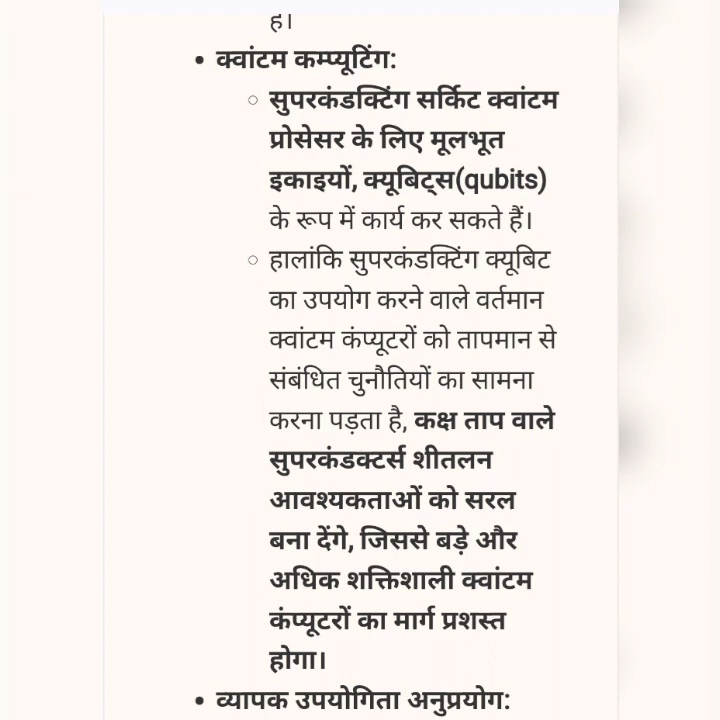 है।
• क्वांटम कम्प्यूटिंग:
○ सुपरकंडक्टिंग सर्किट क्वांटम
प्रोसेसर के लिए मूलभूत
इकाइयों, क्यूबिट्स(qubits)
के रूप में कार्य कर सकते हैं।
○ हालांकि सुपरकंडक्टिंग क्यूबिट
का उपयोग करने वाले वर्तमान
क्वांटम कंप्यूटरों को तापमान से
संबंधित चुनौतियों का सामना
करना पड़ता है, कक्ष ताप वाले
सुपरकंडक्टर्स शीतलन
आवश्यकताओं को सरल
बना देंगे, जिससे बड़े और
अधिक शक्तिशाली क्वांटम
कंप्यूटरों का मार्ग प्रशस्त
होगा।
• व्यापक उपयोगिता अनुप्रयोग: